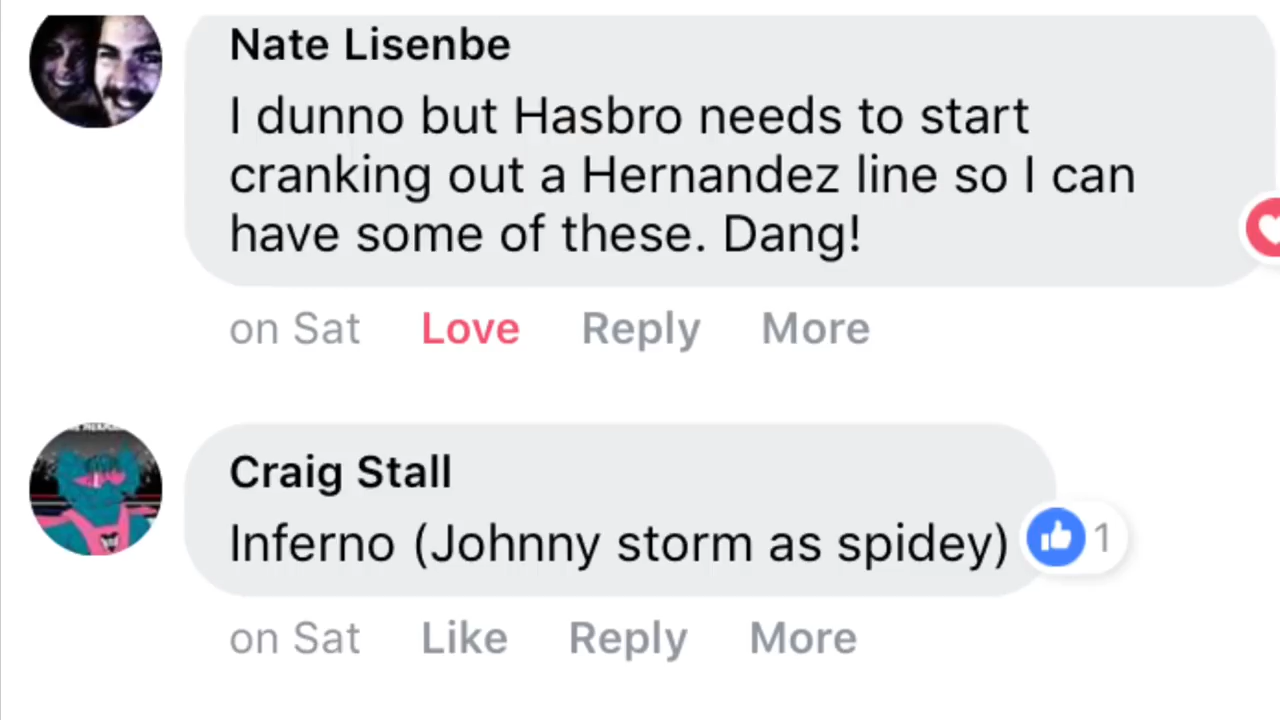 Nate Lisenbe
I dunno but Hasbro needs to start
cranking out a Hernandez line so I can
have some of these. Dang!
on Sat Love Reply More
Craig Stall
Inferno (Johnny storm as spidey)
1
on Sat Like Reply More